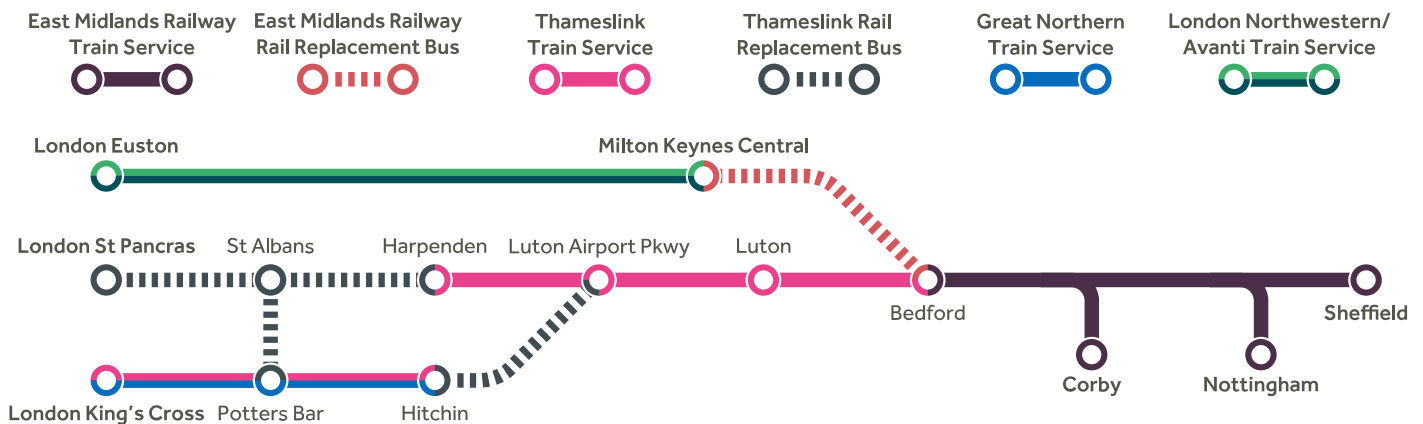 East Midlands Railway
Train Service
East Midlands Railway
Rail Replacement Bus
Thameslink
Train Service
Thameslink Rail
Replacement Bus
Great Northern
Train Service
London Northwestern/
Avanti Train Service
London Euston
Milton Keynes Central
London St Pancras
St Albans
Harpenden
Luton Airport Pkwy
Luton
Bedford
Sheffield
Corby
Nottingham
London King's Cross
Potters Bar
Hitchin